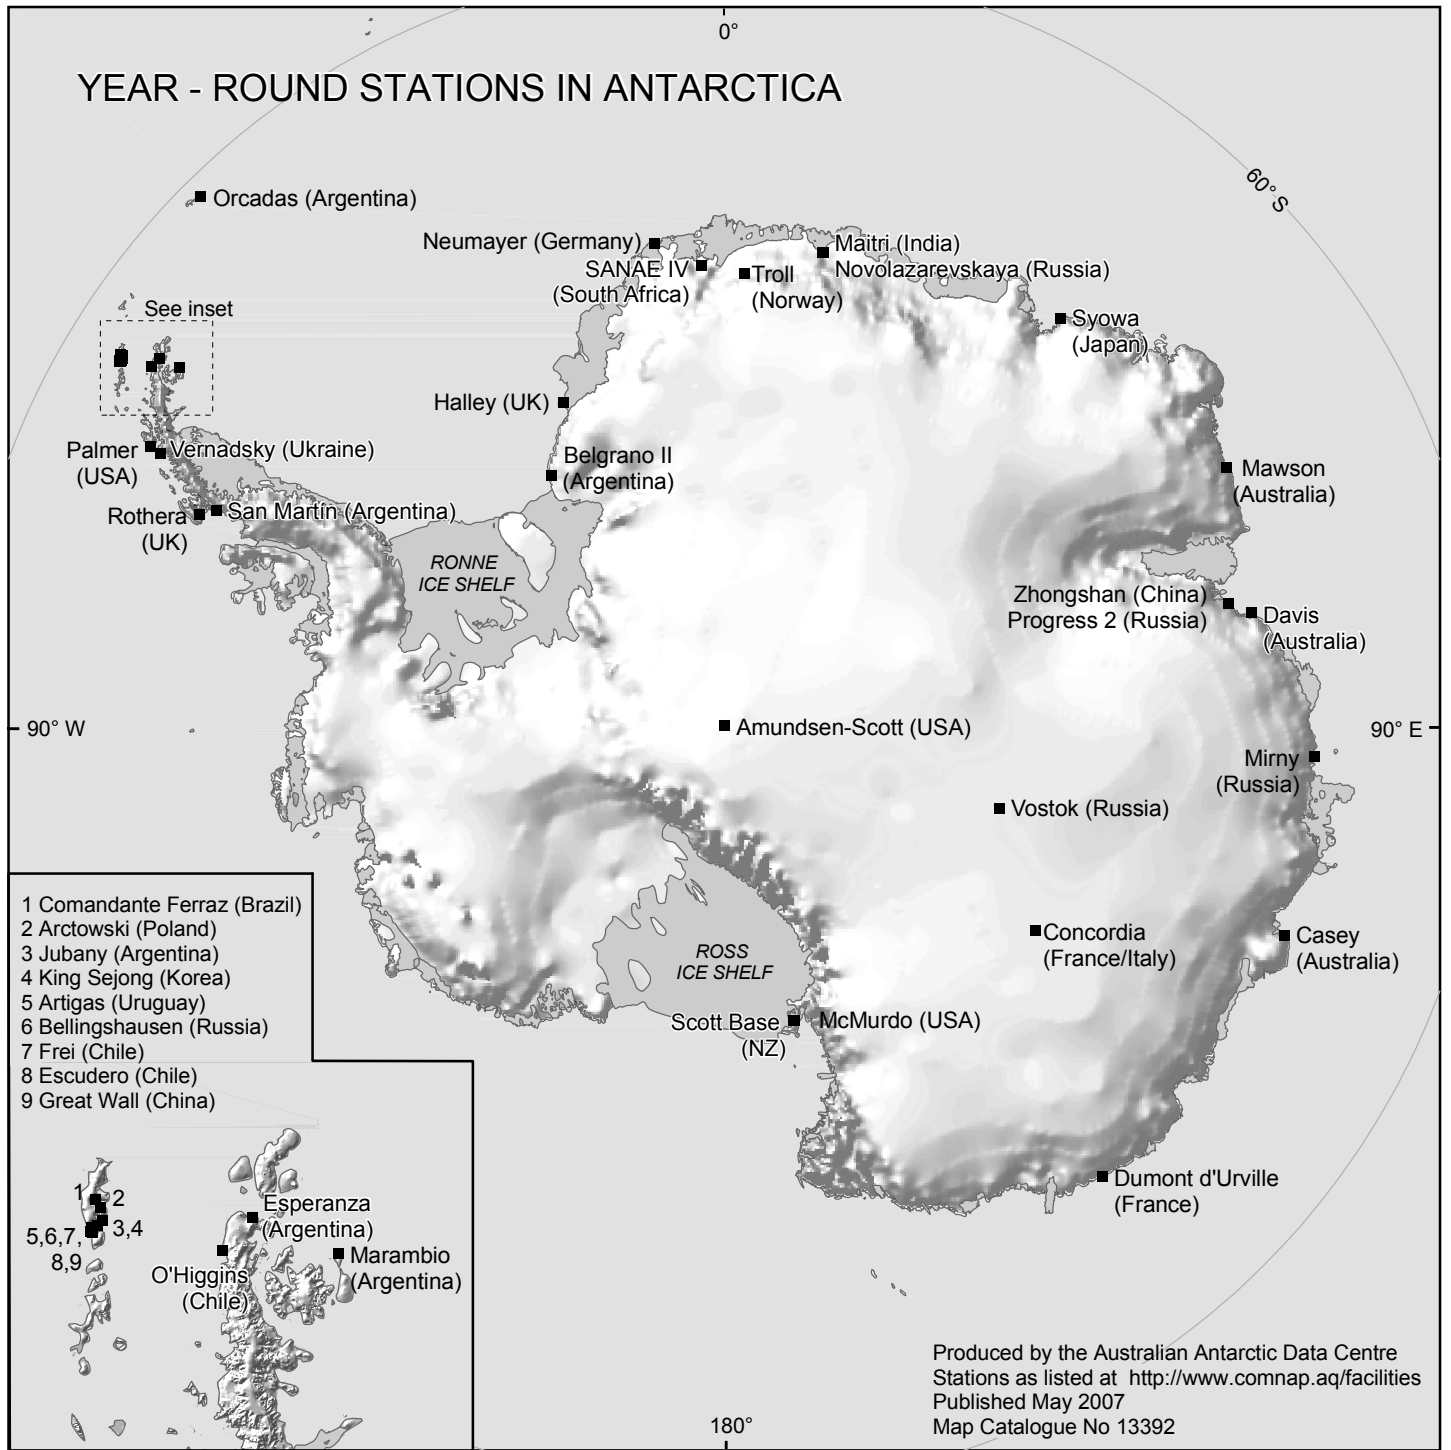 0°
YEAR - ROUND STATIONS IN ANTARCTICA
60° S
Orcadas (Argentina)
Neumayer (Germany)
Maitri (India)
Novolazarevskaya (Russia)
SANAE IV
(South Africa)
Troll
(Norway)
See inset
Syowa
(Japan)
Halley (UK)
Palmer
(USA)
Vernadsky (Ukraine)
Belgrano II
(Argentina)
Mawson
(Australia)
Rothera
(UK)
San Martín (Argentina)
RONNE
ICE SHELF
Zhongshan (China)
Progress 2 (Russia)
Davis
(Australia)
90° W
Amundsen-Scott (USA)
90° E
Mirny
(Russia)
Vostok (Russia)
1 Comandante Ferraz (Brazil)
2 Arctowski (Poland)
3 Jubany (Argentina)
4 King Sejong (Korea)
5 Artigas (Uruguay)
6 Bellingshausen (Russia)
7 Frei (Chile)
8 Escudero (Chile)
9 Great Wall (China)
ROSS
ICE SHELF
Concordia
(France/Italy)
Casey
(Australia)
Scott Base
(NZ)
McMurdo (USA)
Dumont d'Urville
(France)
1
2
3,4
5,6,7,
8,9
Esperanza
(Argentina)
O'Higgins
(Chile)
Marambio
(Argentina)
Produced by the Australian Antarctic Data Centre
Stations as listed at http://www.comnap.aq/facilities
Published May 2007
Map Catalogue No 13392
180°